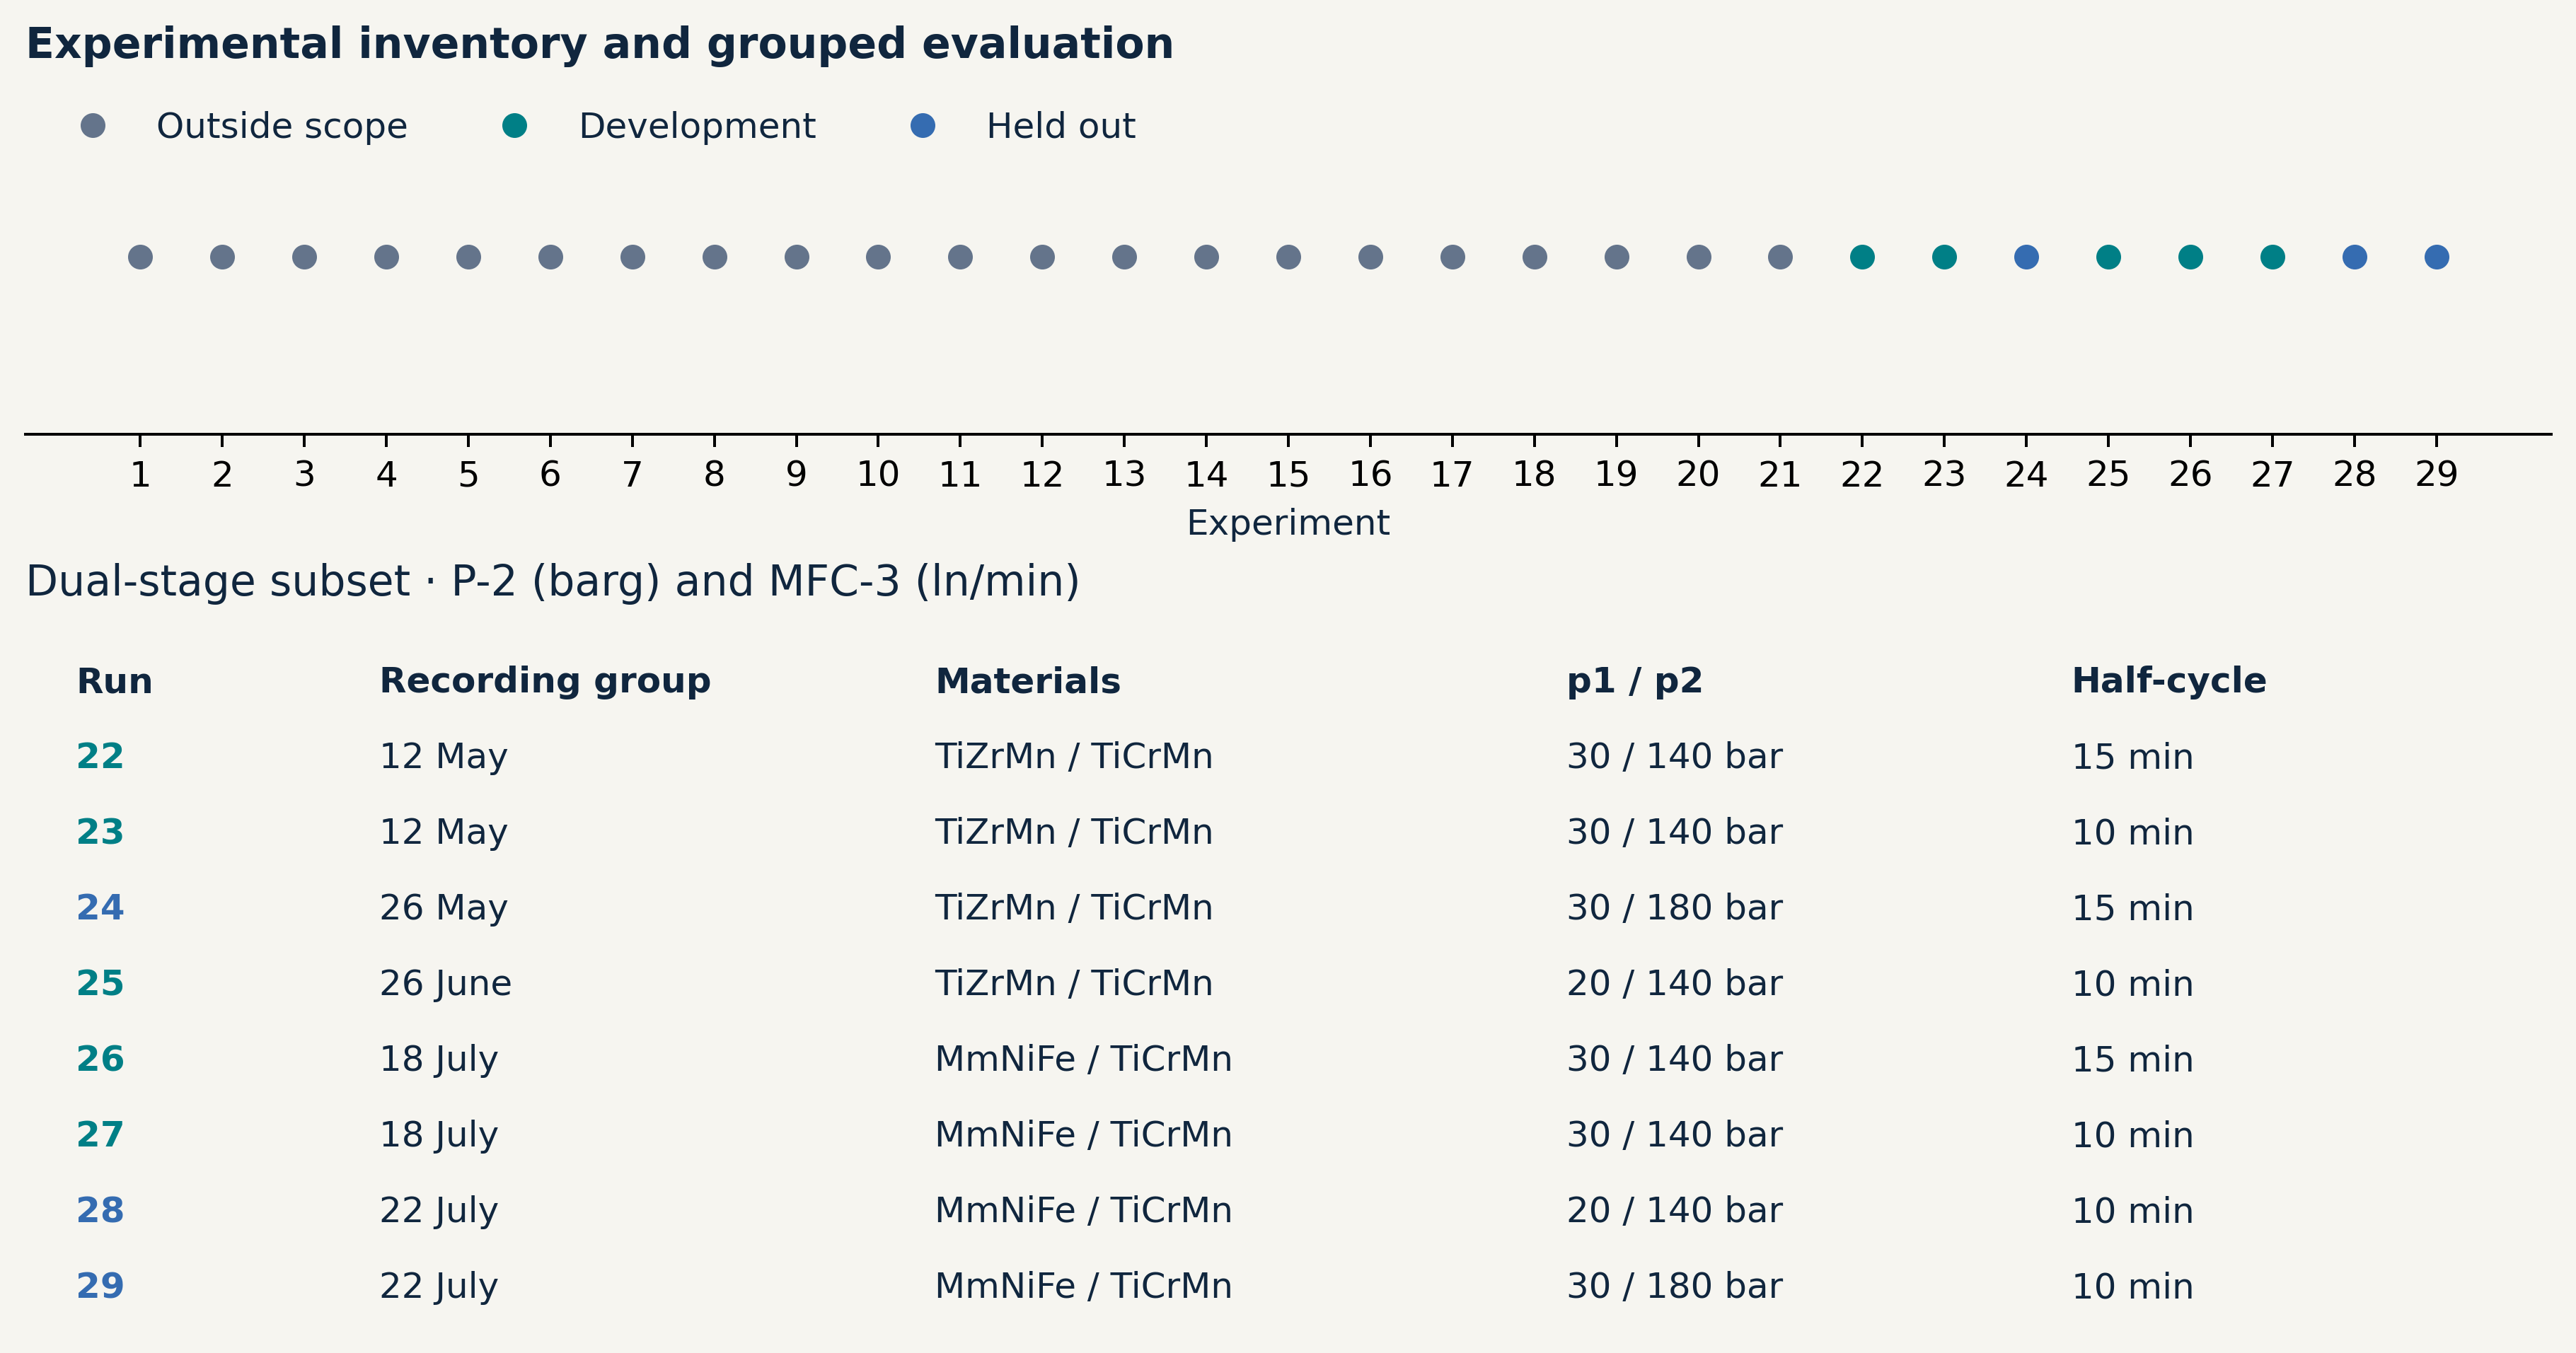 Experimental inventory and grouped evaluation
Outside scope Development Held out
1 2 3 4 5 6 7 8 9 10 11 12 13 14 15 16 17 18 19 20 21 22 23 24 25 26 27 28 29
Experiment
Dual-stage subset · P-2 (barg) and MFC-3 (ln/min)
Run Recording group Materials p1 / p2 Half-cycle
22 12 May TiZrMn / TiCrMn 30 / 140 bar 15 min
23 12 May TiZrMn / TiCrMn 30 / 140 bar 10 min
24 26 May TiZrMn / TiCrMn 30 / 180 bar 15 min
25 26 June TiZrMn / TiCrMn 20 / 140 bar 10 min
26 18 July MmNiFe / TiCrMn 30 / 140 bar 15 min
27 18 July MmNiFe / TiCrMn 30 / 140 bar 10 min
28 22 July MmNiFe / TiCrMn 20 / 140 bar 10 min
29 22 July MmNiFe / TiCrMn 30 / 180 bar 10 min